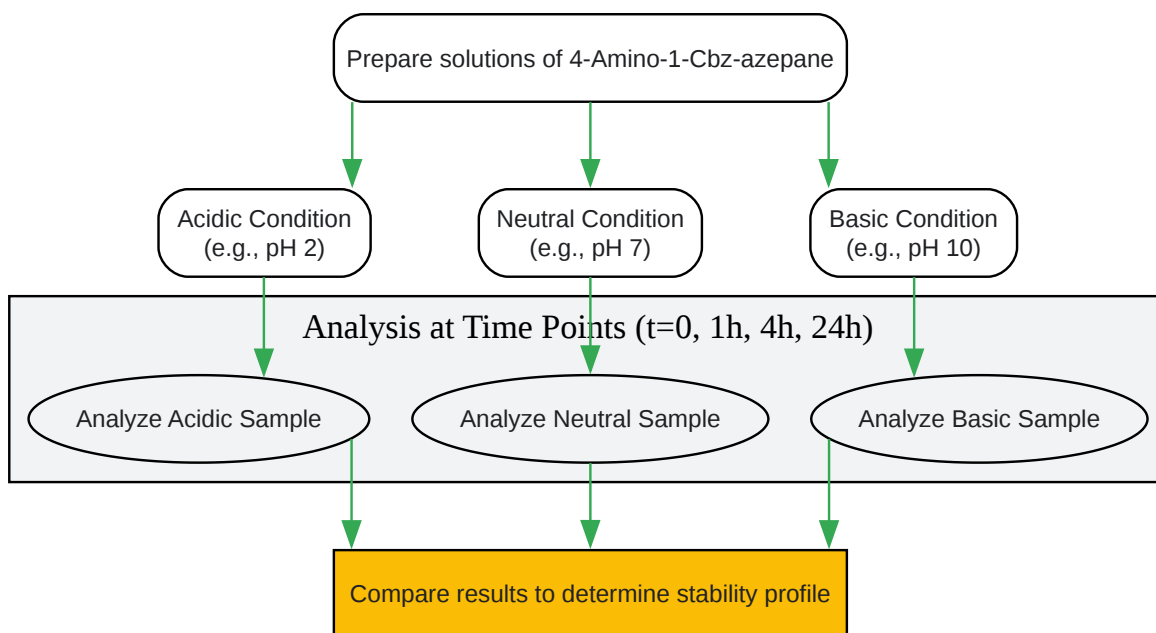 Prepare solutions of 4-Amino-1-Cbz-azepane
Acidic Condition
(e.g., pH 2)
Neutral Condition
(e.g., pH 7)
Basic Condition
(e.g., pH 10)
Analysis at Time Points (t=0, 1h, 4h, 24h)
Analyze Acidic Sample
Analyze Neutral Sample
Analyze Basic Sample
Compare results to determine stability profile